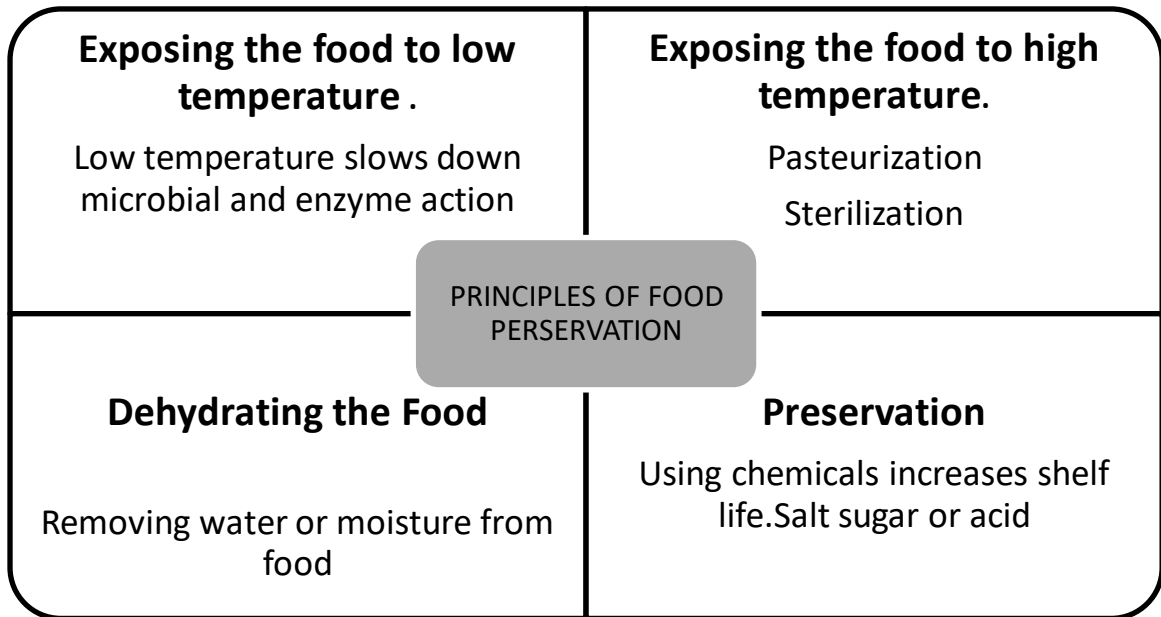 Exposing the food to low
temperature .
Low temperature slows down
microbial and enzyme action
Exposing the food to high
temperature.
Pasteurization
Sterilization
PRINCIPLES OF FOOD
PERSERVATION
Dehydrating the Food
Removing water or moisture from
food
Preservation
Using chemicals increases shelf
life.Salt sugar or acid